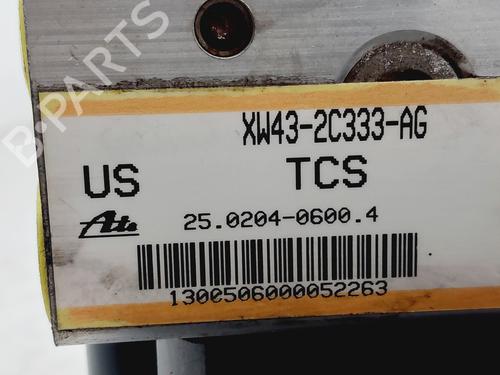 B-PARTS
XW43-2C333-AG
US TCS
Ate 25.0204-0600.4
1300506000052263